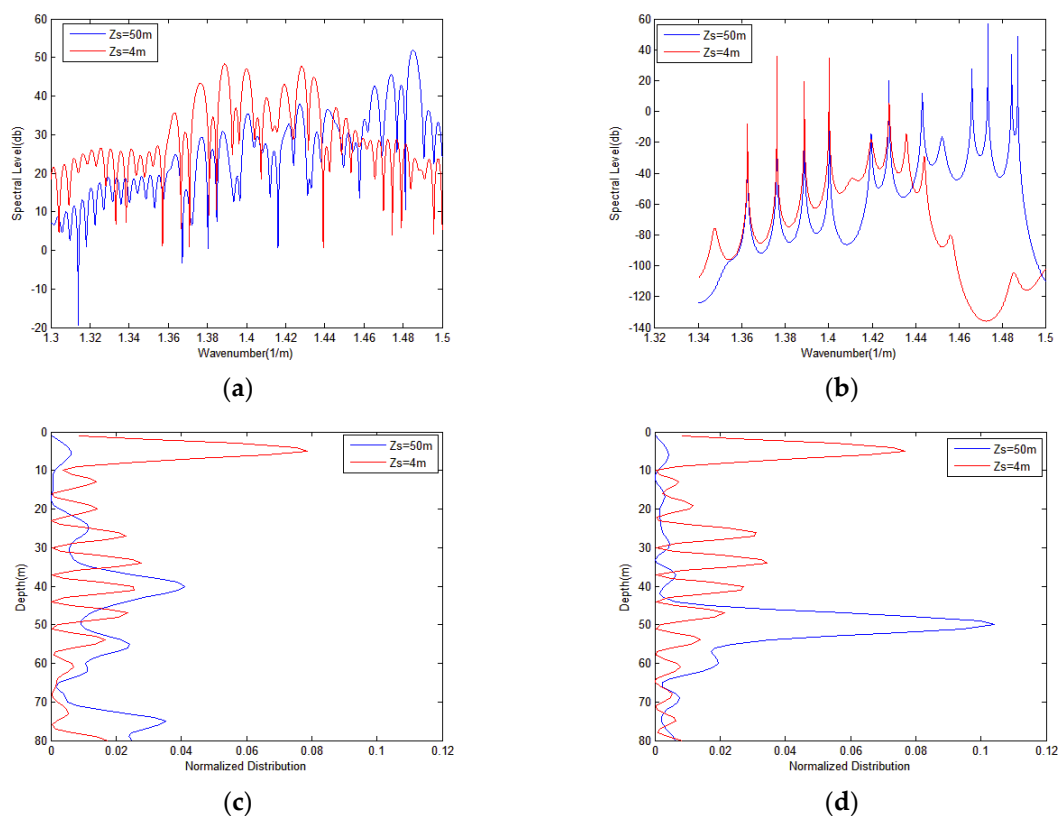 60
50
40
30
20
10
0
-10
-20
Spectral Level(db)
Zs=50m
Zs=4m
1.3 1.32 1.34 1.36 1.38 1.4 1.42 1.44 1.46 1.48 1.5
Wavenumber(1/m)
(a)
60
40
20
0
-20
-40
-60
-80
-100
-120
-140
Spectral Level(db)
Zs=50m
Zs=4m
1.32 1.34 1.36 1.38 1.4 1.42 1.44 1.46 1.48 1.5
Wavenumber(1/m)
(b)
0
10
20
30
40
50
60
70
80
Depth(m)
Zs=50m
Zs=4m
0 0.02 0.04 0.06 0.08 0.1 0.12
Normalized Distribution
(c)
0
10
20
30
40
50
60
70
80
Depth(m)
Zs=50m
Zs=4m
0 0.02 0.04 0.06 0.08 0.1 0.12
Normalized Distribution
(d)